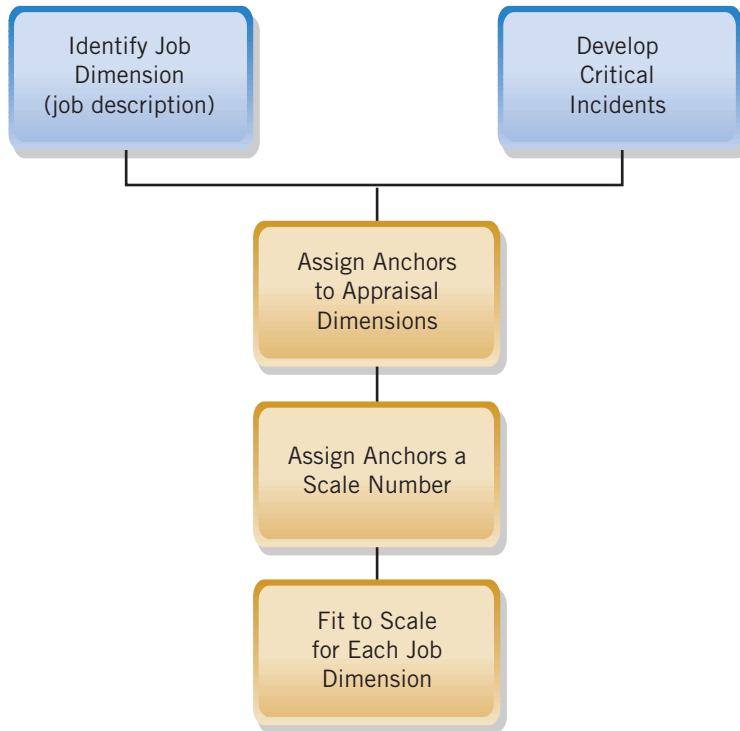 Identify Job
Dimension
(job description)
Develop
Critical
Incidents
Assign Anchors
to Appraisal
Dimensions
Assign Anchors a
Scale Number
Fit to Scale
for Each Job
Dimension